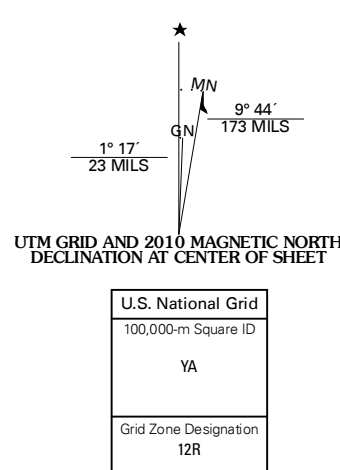 ★
MN
9° 44´
173 MILS
GN
1° 17´
23 MILS
UTM GRID AND 2010 MAGNETIC NORTH
DECLINATION AT CENTER OF SHEET
U.S. National Grid
100,000-m Square ID
YA
Grid Zone Designation
12R